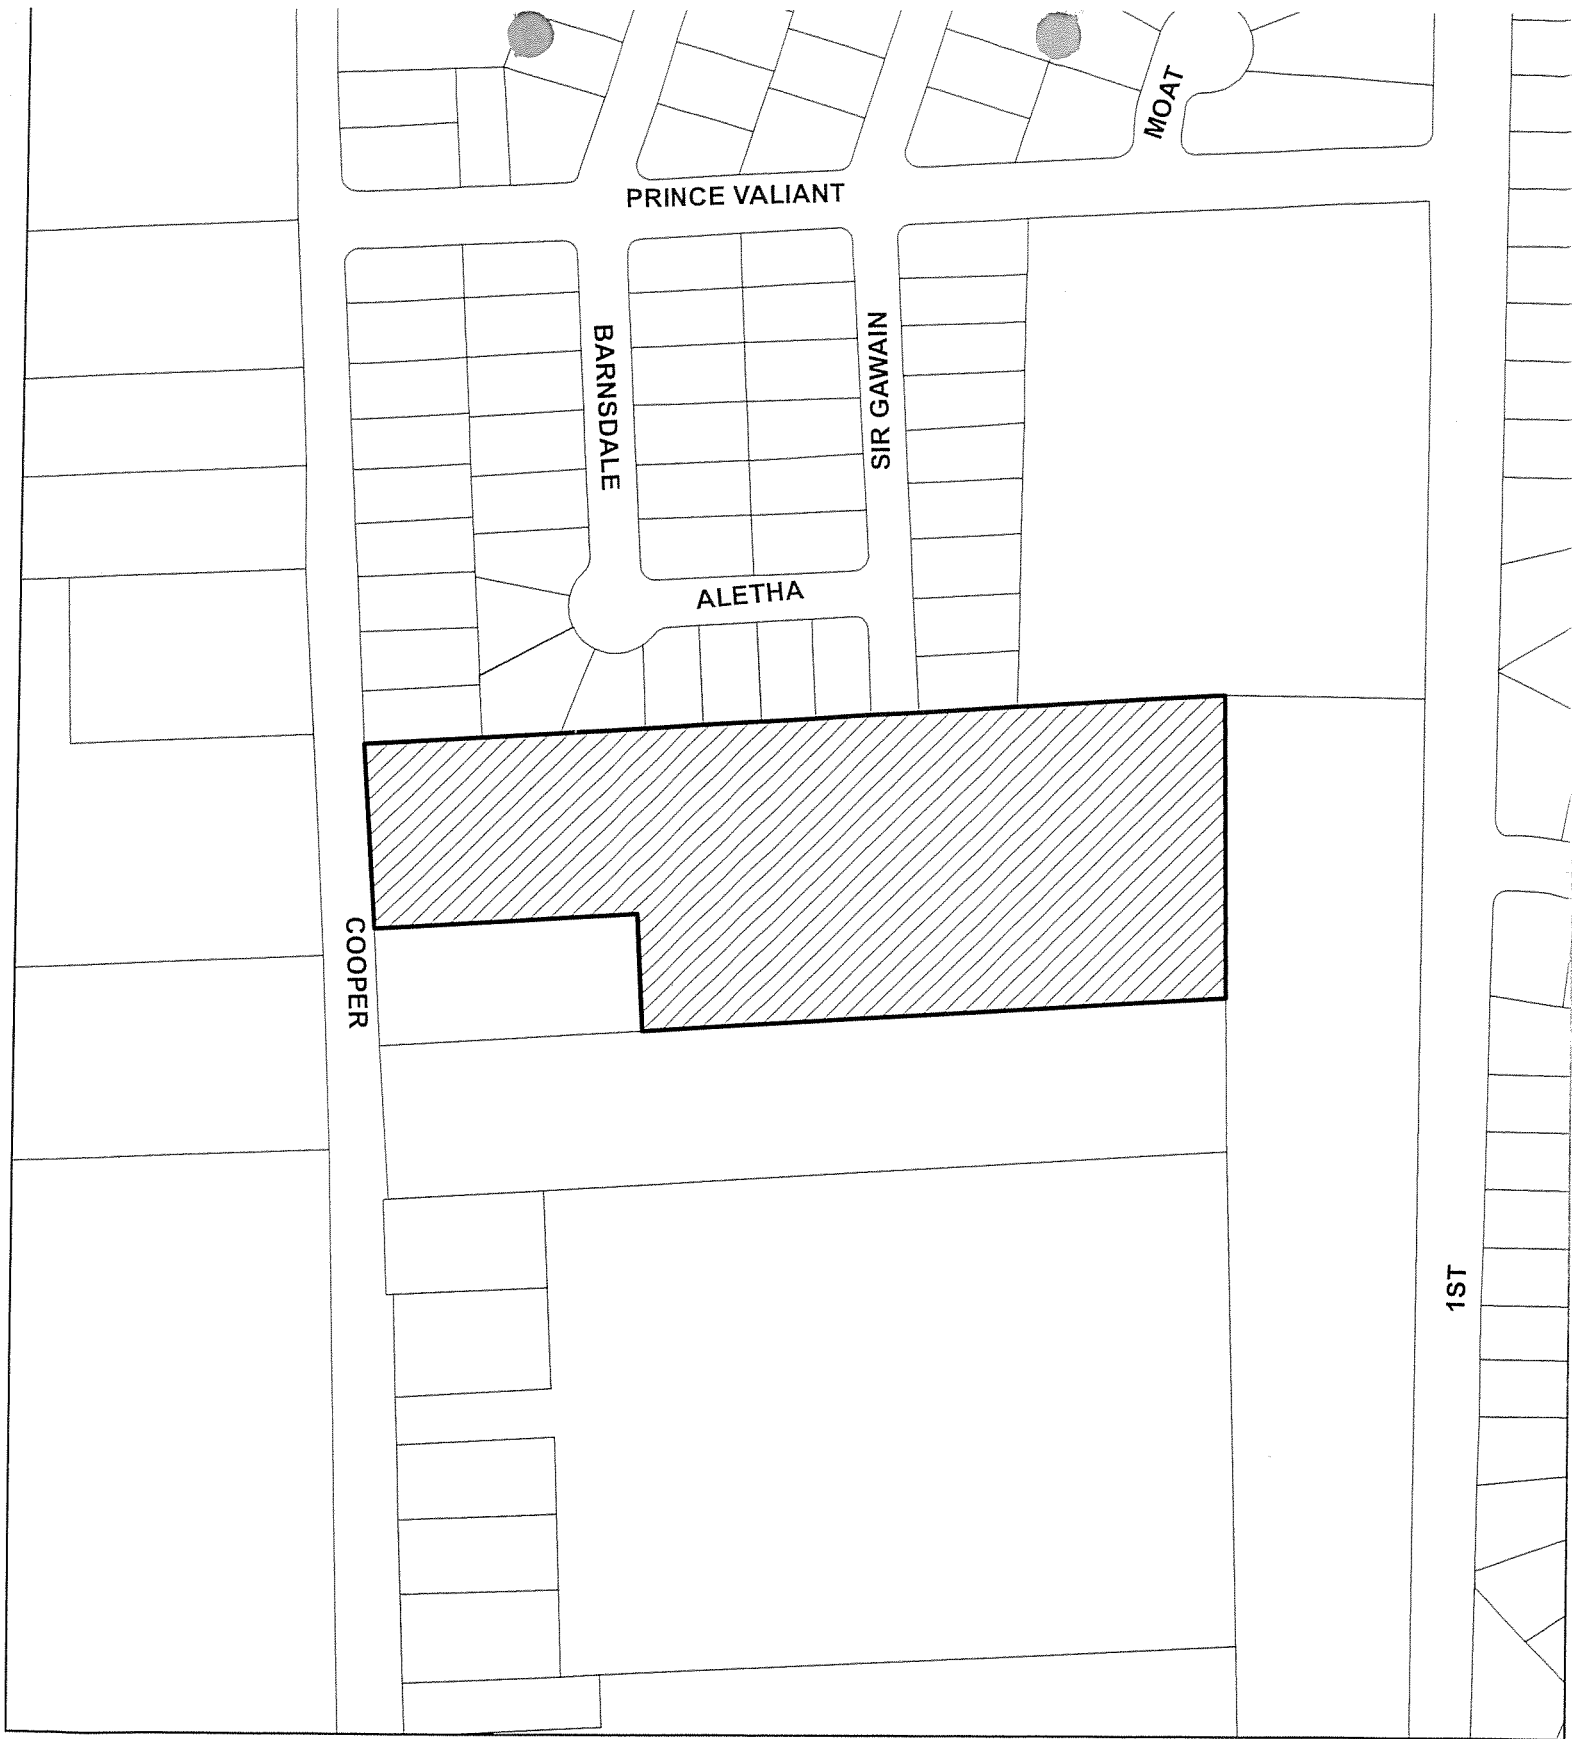 MOAT
PRINCE VALIANT
BARNSDALE
SIR GAWAIN
ALETHA
COOPER
1ST